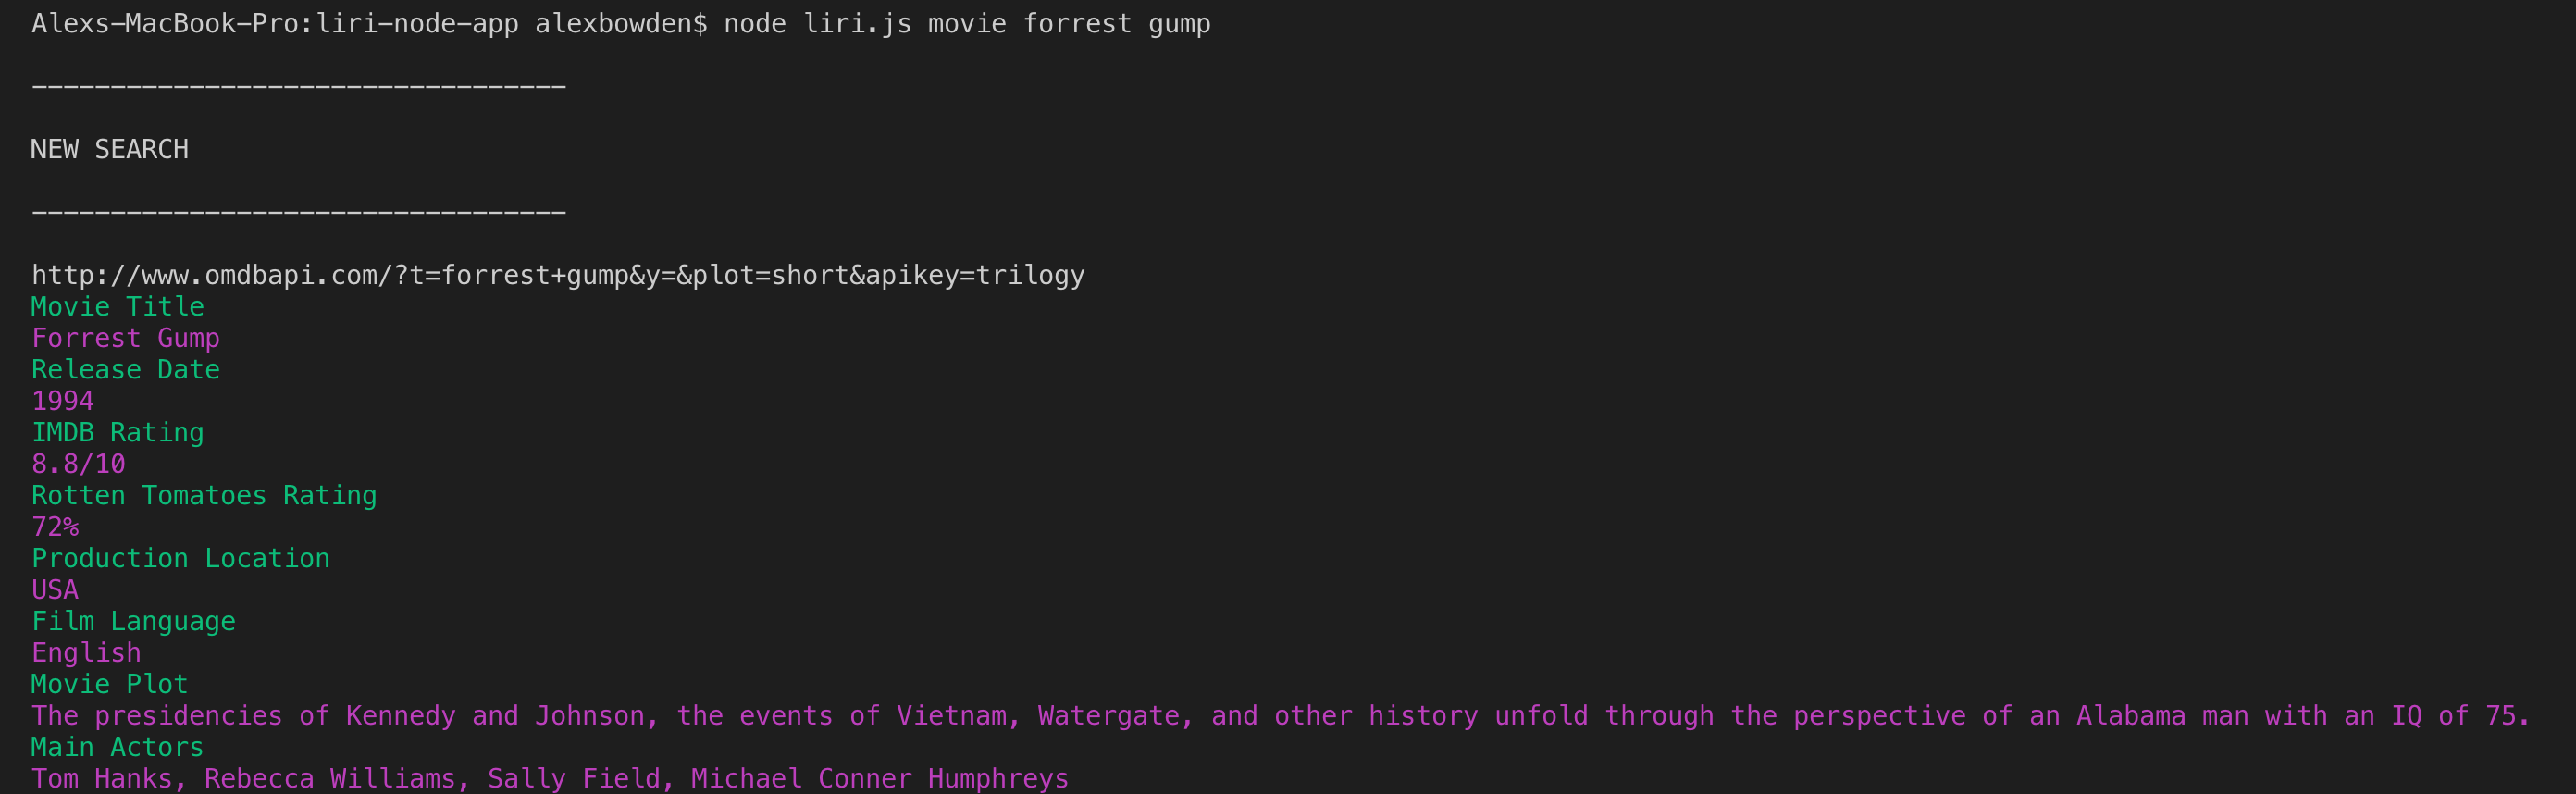 Alexs-MacBook-Pro:liri-node-app alexbowden$ node liri.js movie forrest gump
----------------------------------
NEW SEARCH
----------------------------------
http://www.omdbapi.com/?t=forrest+gump&y=&plot=short&apikey=trilogy
Movie Title
Forrest Gump
Release Date
1994
IMDB Rating
8.8/10
Rotten Tomatoes Rating
72%
Production Location
USA
Film Language
English
Movie Plot
The presidencies of Kennedy and Johnson, the events of Vietnam, Watergate, and other history unfold through the perspective of an Alabama man with an IQ of 75.
Main Actors
Tom Hanks, Rebecca Williams, Sally Field, Michael Conner Humphreys